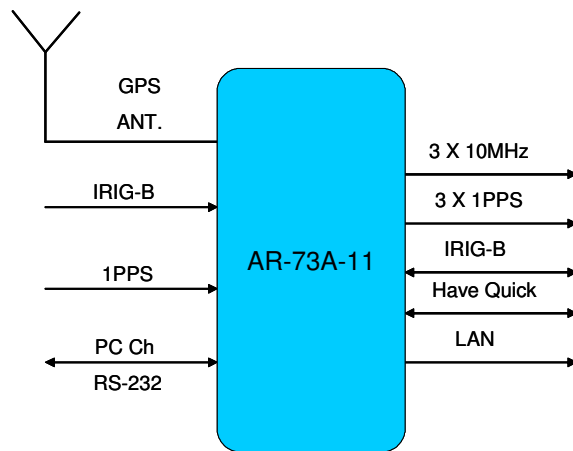 GPS
ANT.
IRIG-B
1PPS
PC Ch
RS-232
AR-73A-11
3 X 10MHz
3 X 1PPS
IRIG-B
Have Quick
LAN